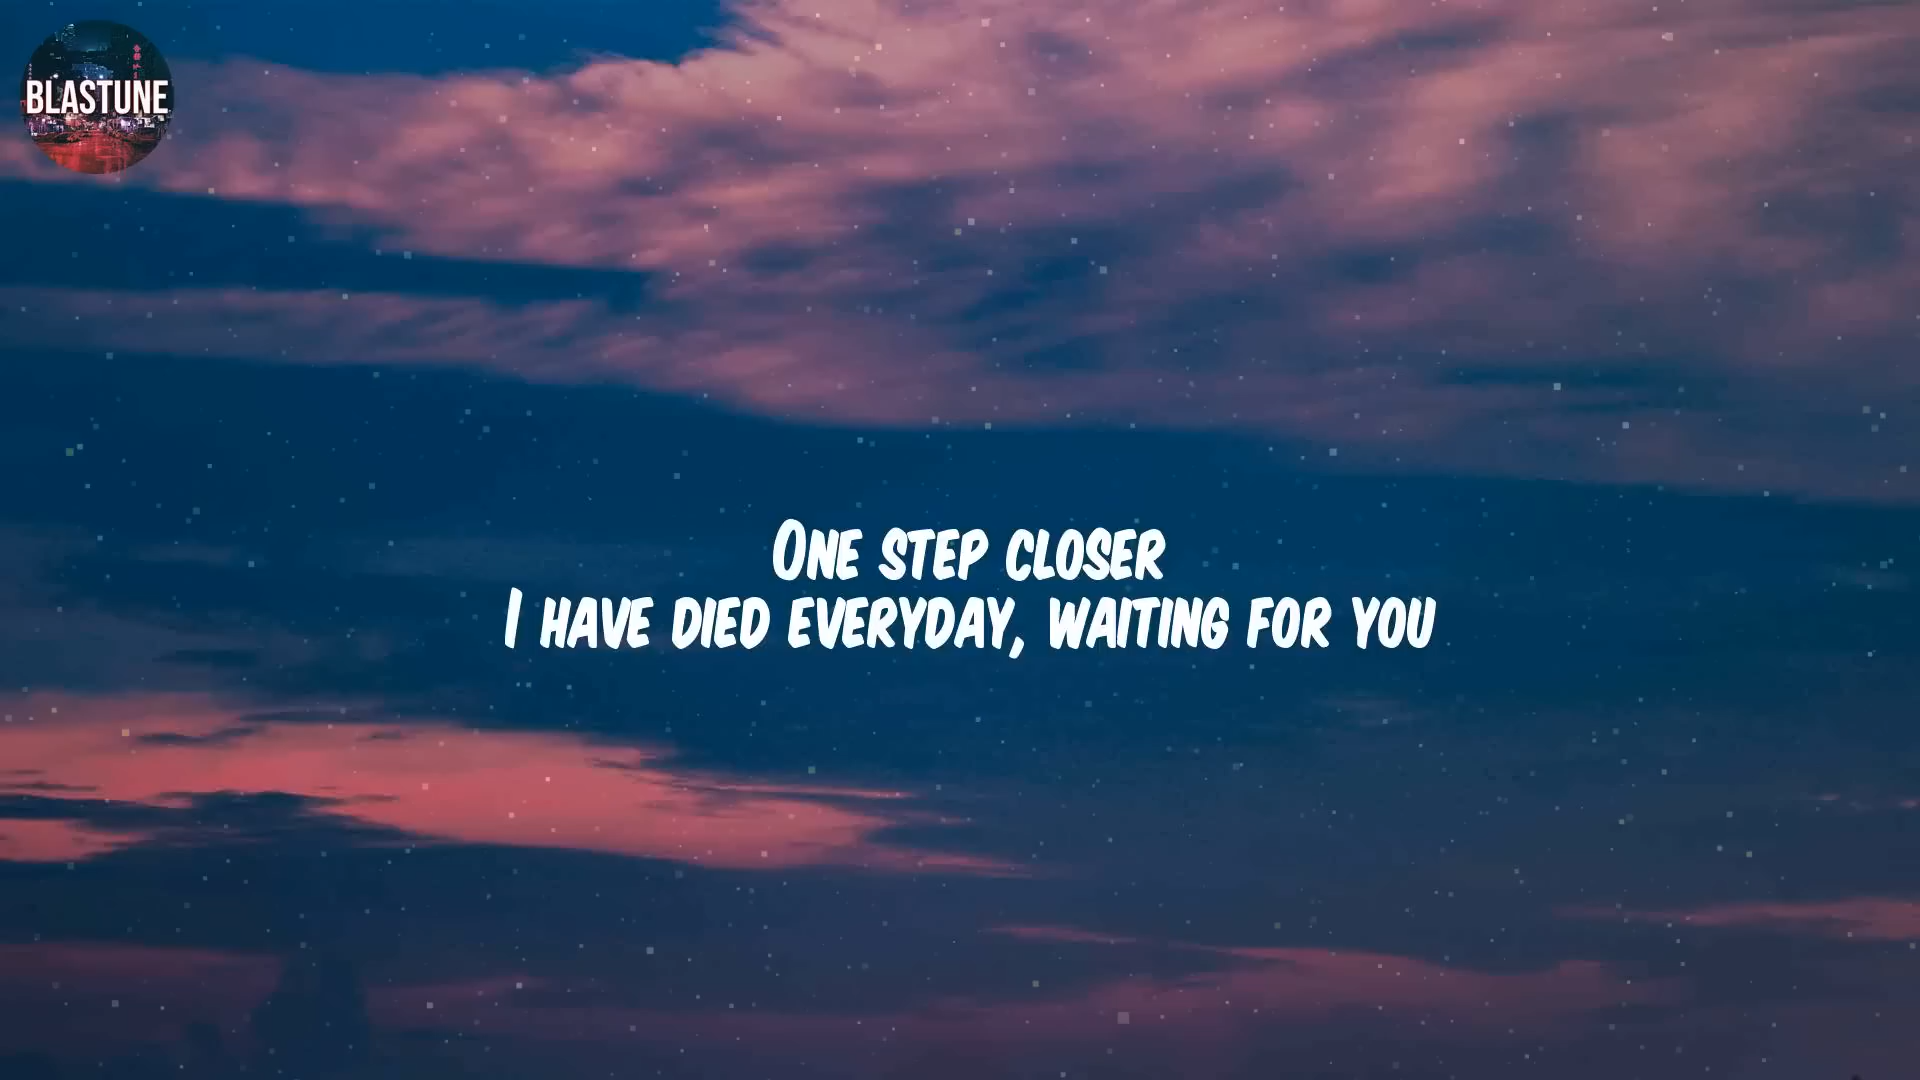 BLASTUNE
ONE STEP CLOSER
I HAVE DIED EVERYDAY, WAITING FOR YOU